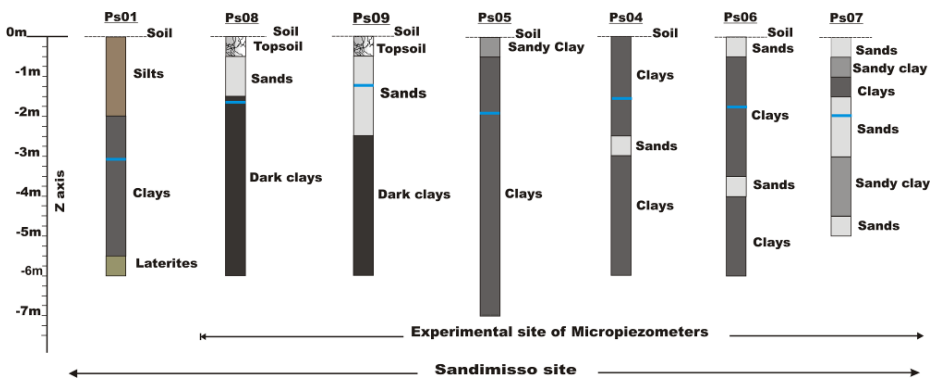 Ps01 Ps08 Ps09 Ps05 Ps04 Ps06 Ps07
0m Soil Soil Soil Soil Soil Soil
Topsoil Topsoil Sandy Clay Sands Sands
-1m Silts Sands Sands Clays Sandy clay
Clays
-2m Clays Sands
-3m Sands
-4m Clays Dark clays Dark clays Clays Clays Sands Sandy clay
-5m Clays Sands
-6m Laterites
-7m
Z axis
Experimental site of Micropiezometers
Sandimisso site